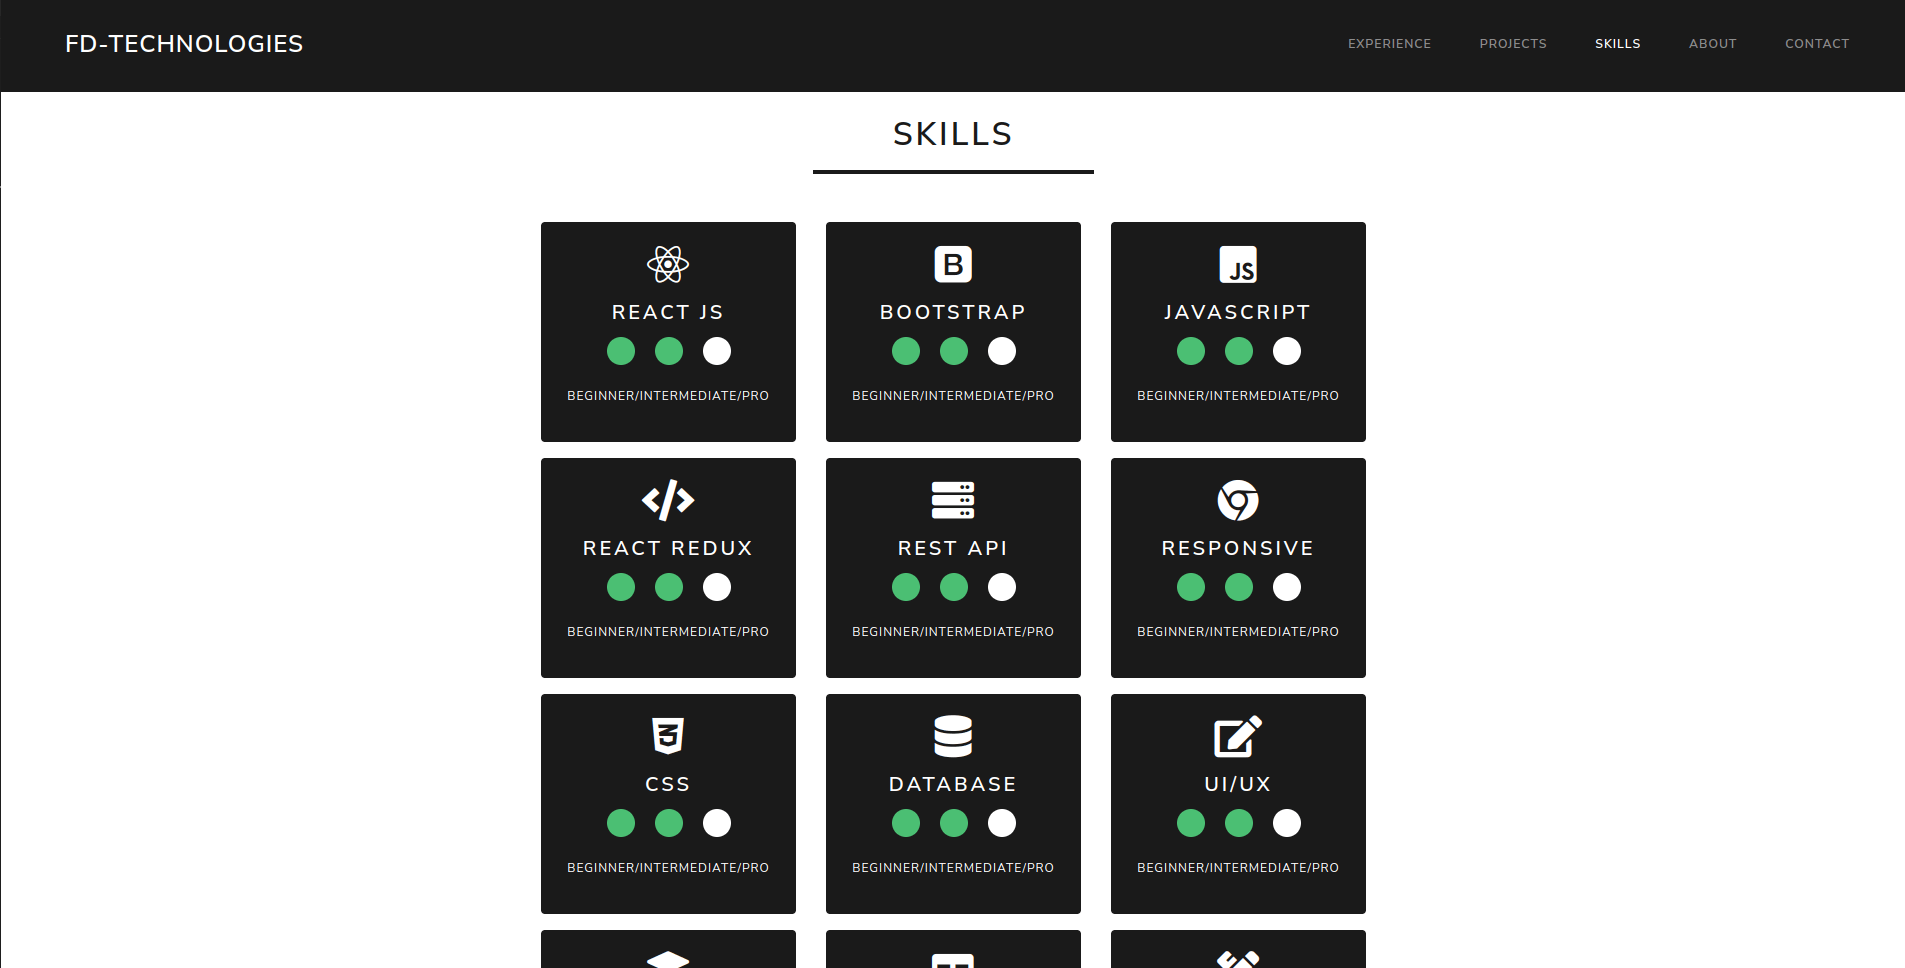 FD-TECHNOLOGIES
EXPERIENCE PROJECTS SKILLS ABOUT CONTACT
SKILLS
B
JS
REACT JS
BOOTSTRAP
JAVASCRIPT
BEGINNER/INTERMEDIATE/PRO
BEGINNER/INTERMEDIATE/PRO
BEGINNER/INTERMEDIATE/PRO
REACT REDUX
REST API
RESPONSIVE
BEGINNER/INTERMEDIATE/PRO
BEGINNER/INTERMEDIATE/PRO
BEGINNER/INTERMEDIATE/PRO
3
CSS
DATABASE
UI/UX
BEGINNER/INTERMEDIATE/PRO
BEGINNER/INTERMEDIATE/PRO
BEGINNER/INTERMEDIATE/PRO